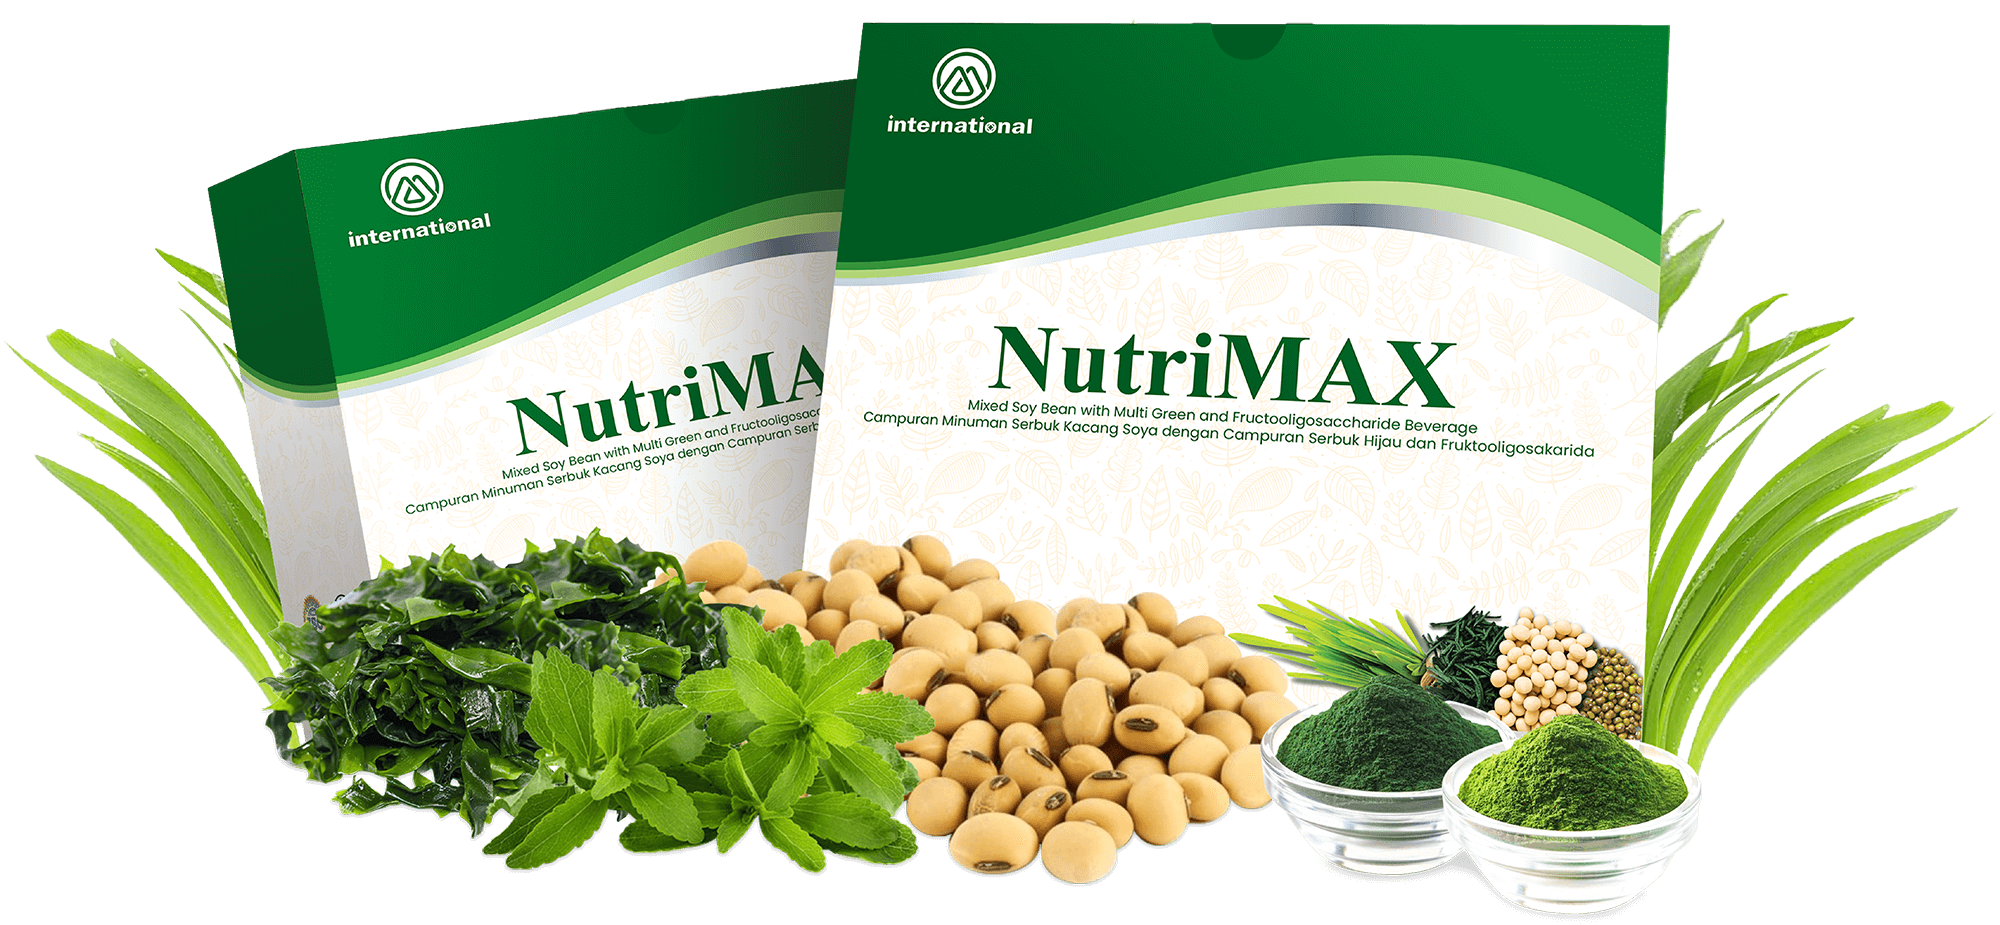 international
NutriMA
Mixed Soy Bean with Multi Green and Fructooligosacc
Campuran Minuman Serbuk Kacang Soya dengan Campuran Serb
international
NutriMAX
Mixed Soy Bean with Multi Green and Fructooligosaccharide Beverage
Campuran Minuman Serbuk Kacang Soya dengan Campuran Serbuk Hijau dan Fruktooligosakarida